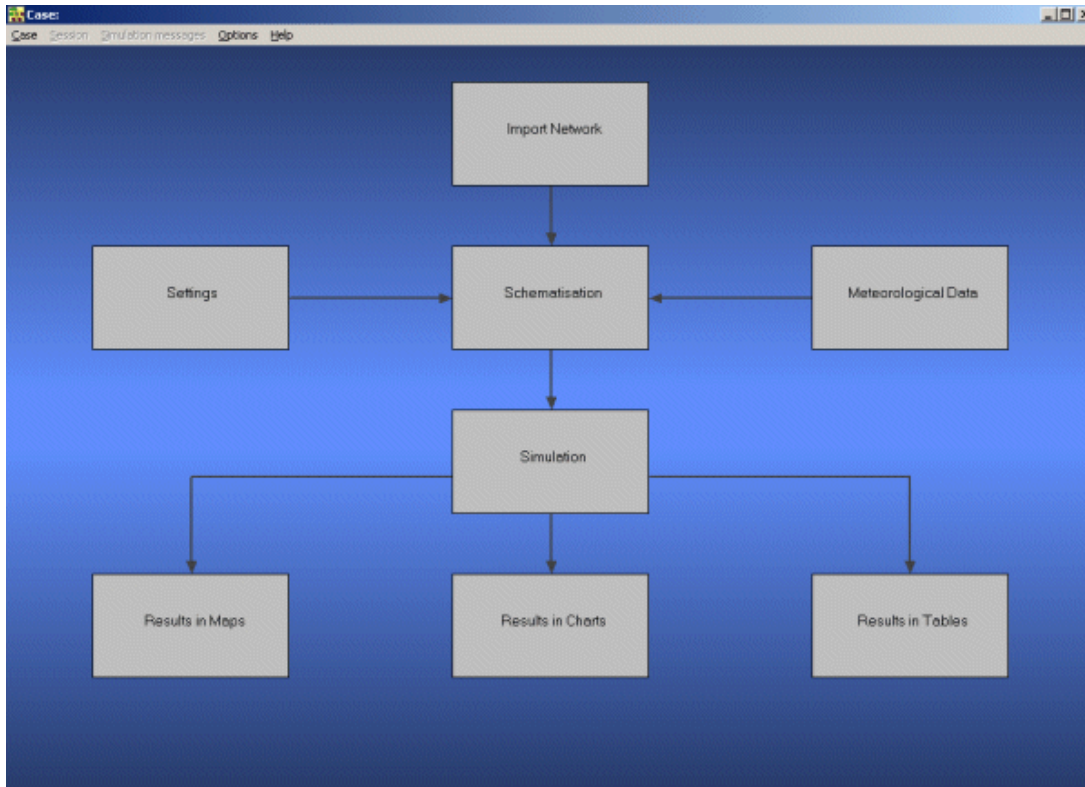 Case:
Case Session Simulation messages Options Help
Import Network
Settings Schematisation Meteorological Data
Simulation
Results in Maps Results in Charts Results in Tables